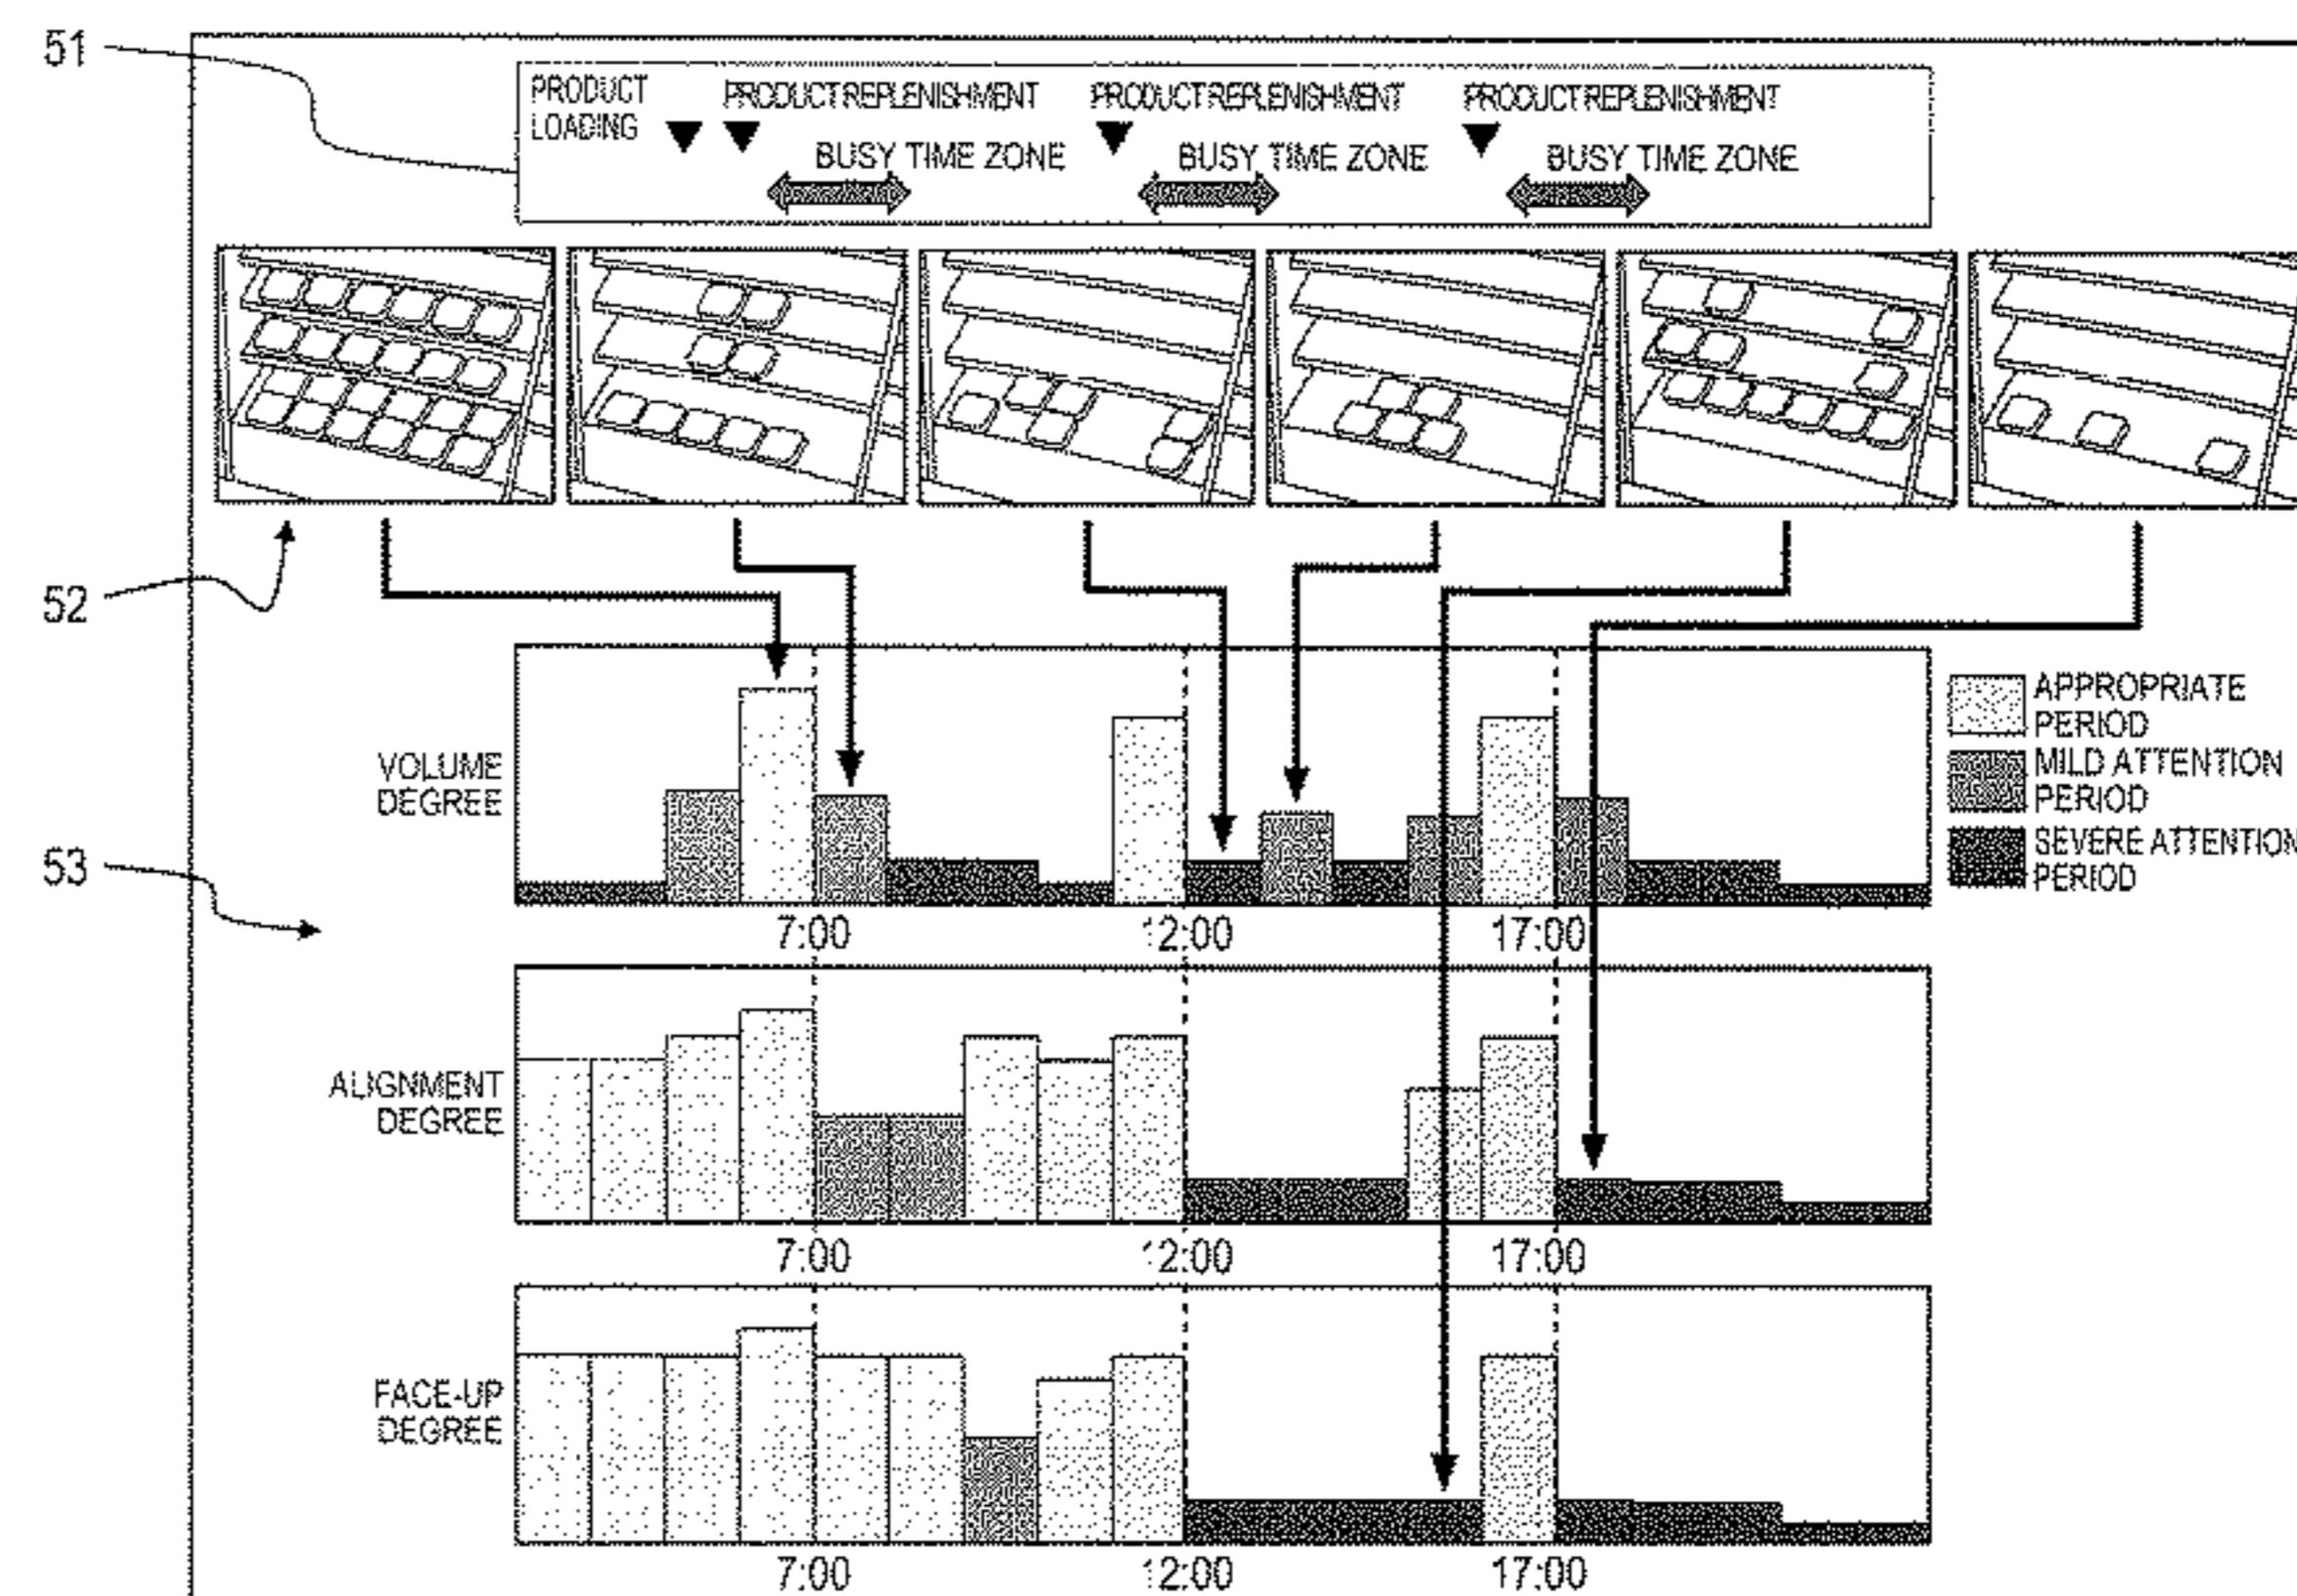 51
PRODUCT
LOADING
PRODUCT REPLENISHMENT
PRODUCT REPLENISHMENT
PRODUCT REPLENISHMENT
BUSY TIME ZONE
BUSY TIME ZONE
BUSY TIME ZONE
52
53
VOLUME
DEGREE
7:00
12:00
17:00
APPROPRIATE
PERIOD
MILD ATTENTION
PERIOD
SEVERE ATTENTION
PERIOD
ALIGNMENT
DEGREE
7:00
12:00
17:00
FACE-UP
DEGREE
7:00
12:00
17:00